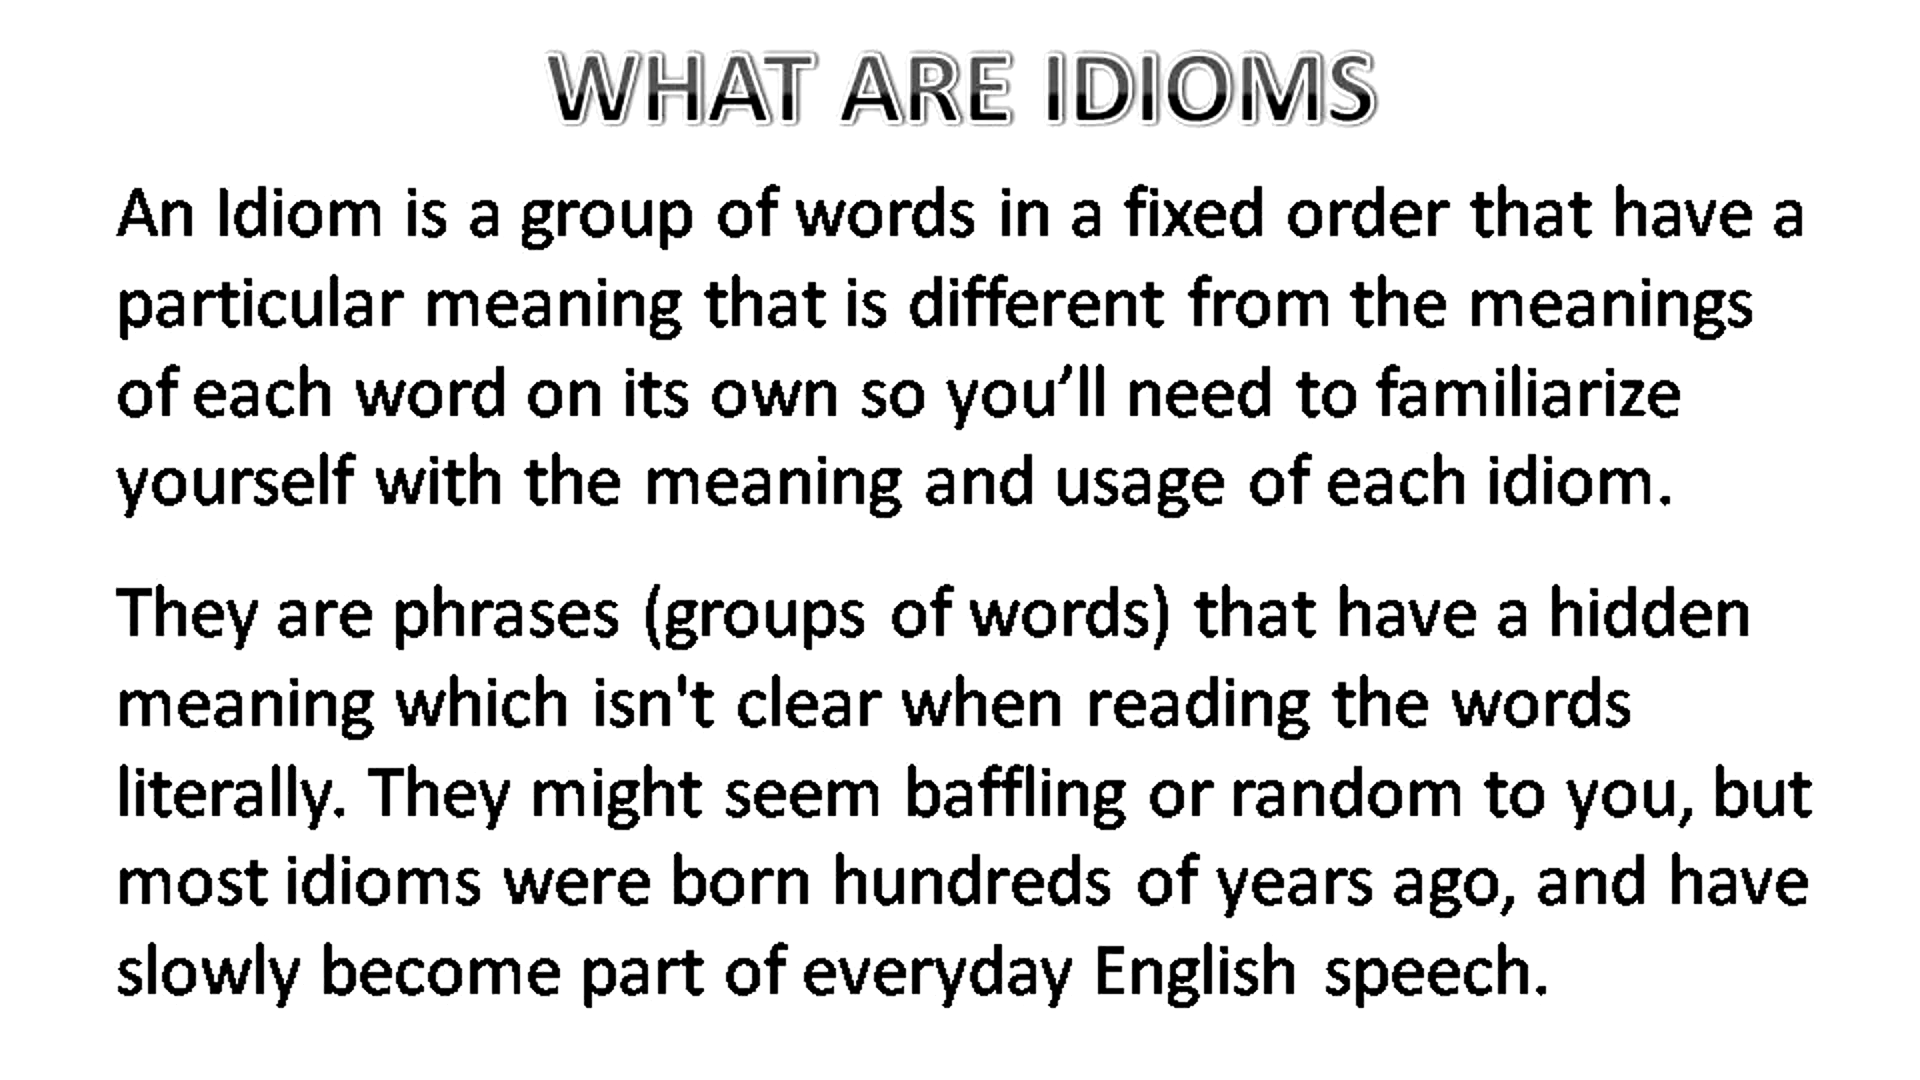 WHAT ARE IDIOMS
An Idiom is a group of words in a fixed order that have a
particular meaning that is different from the meanings
of each word on its own so you’ll need to familiarize
yourself with the meaning and usage of each idiom.
They are phrases (groups of words) that have a hidden
meaning which isn't clear when reading the words
literally. They might seem baffling or random to you, but
most idioms were born hundreds of years ago, and have
slowly become part of everyday English speech.